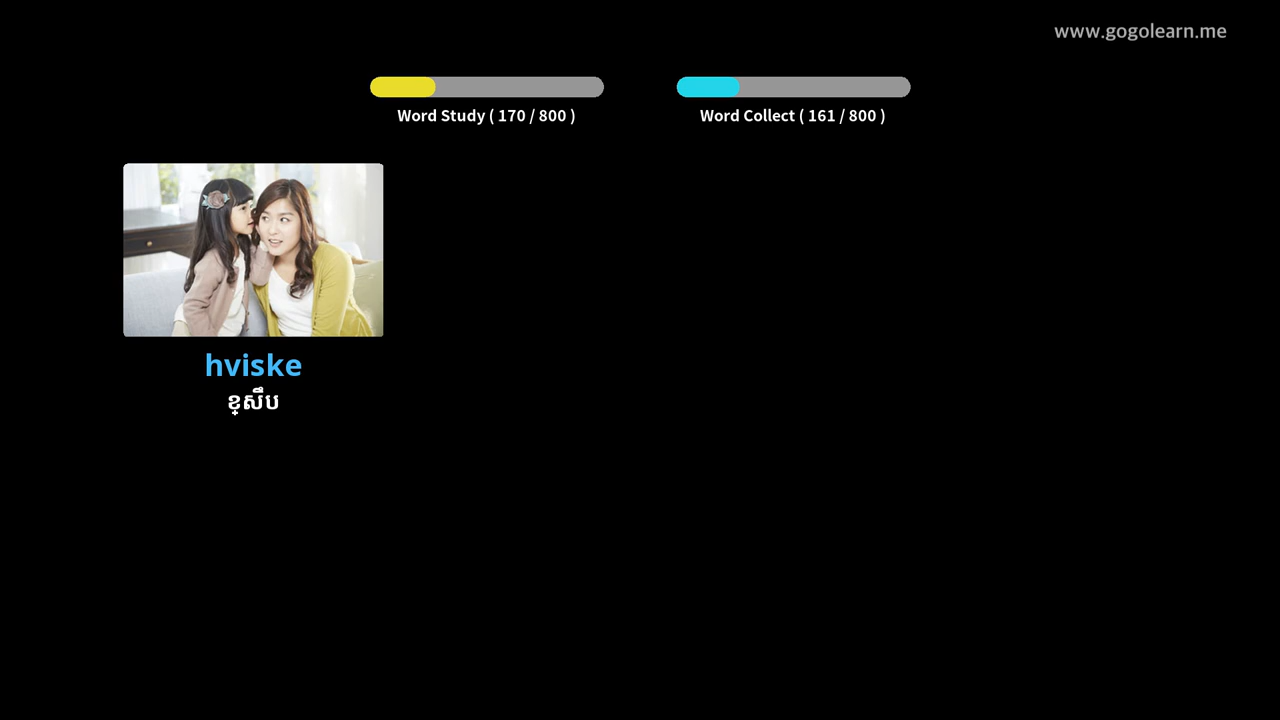 www.gogolearn.me
Word Study ( 170 / 800 )
Word Collect ( 161 / 800 )
hviske
ខ្សឹប